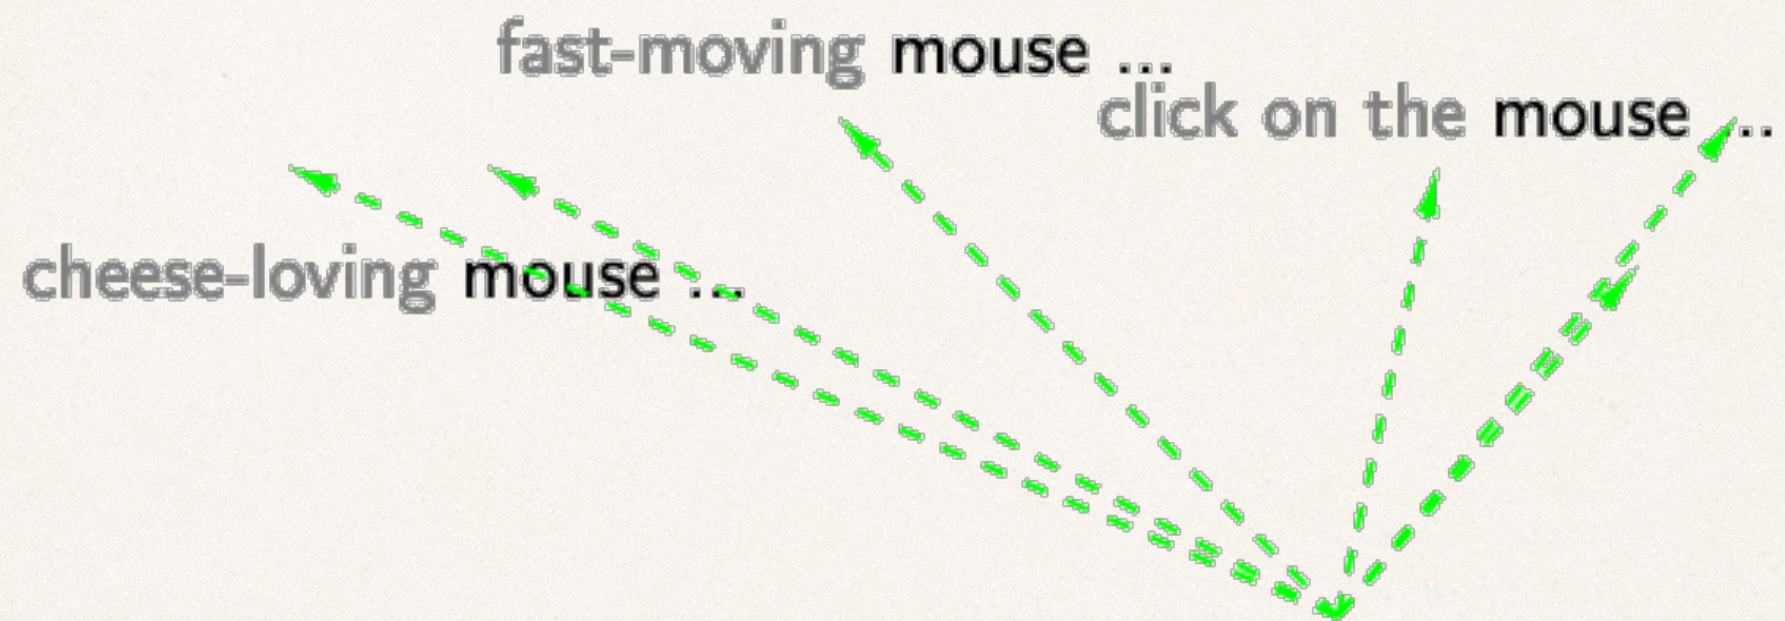 fast-moving mouse ...
click on the mouse ...
cheese-loving mouse ...